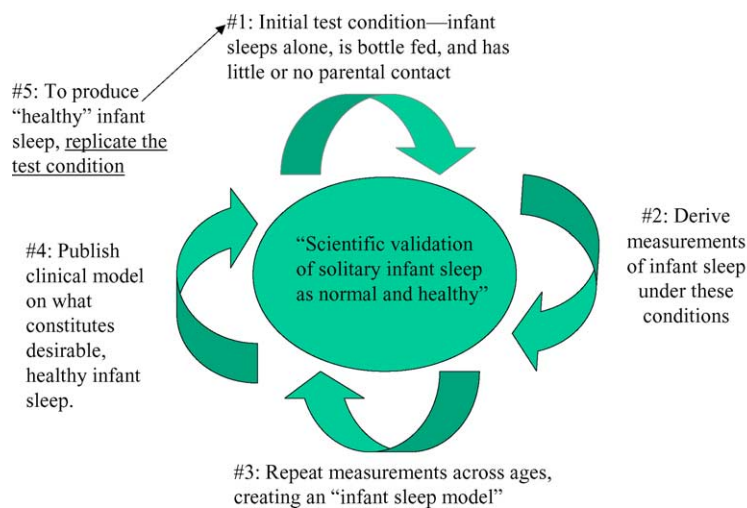 #1: Initial test condition—infant
sleeps alone, is bottle fed, and has
little or no parental contact
#2: Derive
measurements
of infant sleep
under these
conditions
#3: Repeat measurements across ages,
creating an “infant sleep model”
#4: Publish
clinical model
on what
constitutes
desirable,
healthy infant
sleep.
#5: To produce
“healthy” infant
sleep, replicate the
test condition
“Scientific validation
of solitary infant sleep
as normal and healthy”